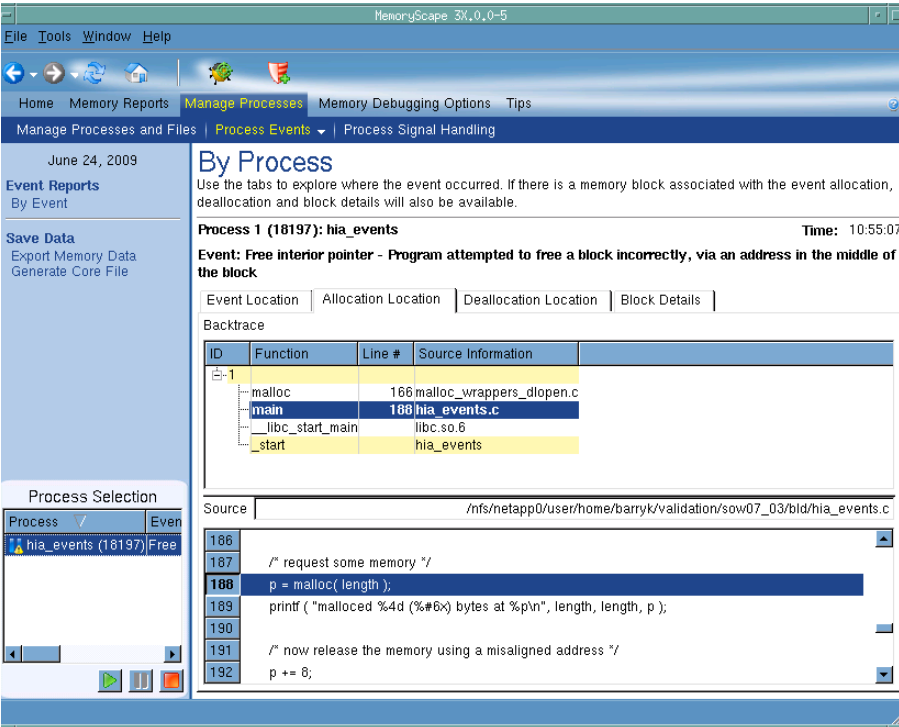 MemoryScape 3X.0.0-5
File Tools Window Help
Home Memory Reports Manage Processes Memory Debugging Options Tips
Manage Processes and Files | Process Events | Process Signal Handling
June 24, 2009
Event Reports
By Event
Save Data
Export Memory Data
Generate Core File
By Process
Use the tabs to explore where the event occurred. If there is a memory block associated with the event allocation,
deallocation and block details will also be available.
Process 1 (18197): hia_events Time: 10:55:07
Event: Free interior pointer - Program attempted to free a block incorrectly, via an address in the middle of
the block
Event Location Allocation Location Deallocation Location Block Details
Backtrace
ID Function Line # Source Information
1
malloc 166 malloc_wrappers_dlopen.c
main 188 hia_events.c
__libc_start_main libc.so.6
_start hia_events
Process Selection
Process Even
hia_events (18197) Free
Source /nfs/netapp0/user/home/barryk/validation/sow07_03/bld/hia_events.c
186
187 /* request some memory */
188 p = malloc( length );
189 printf ( "malloced %4d (%#6x) bytes at %p\n", length, length, p );
190
191 /* now release the memory using a misaligned address */
192 p += 8;